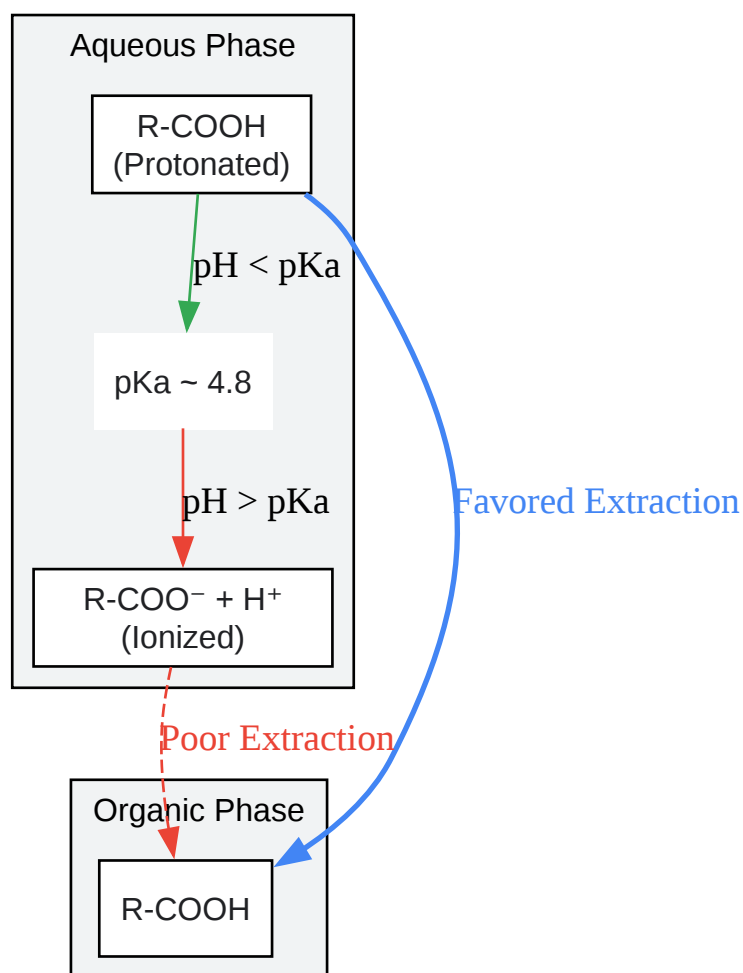 Aqueous Phase
R-COOH
(Protonated)
pH < pKa
pKa ~ 4.8
pH > pKa
Favored Extraction
R-COO⁻ + H⁺
(Ionized)
Poor Extraction
Organic Phase
R-COOH